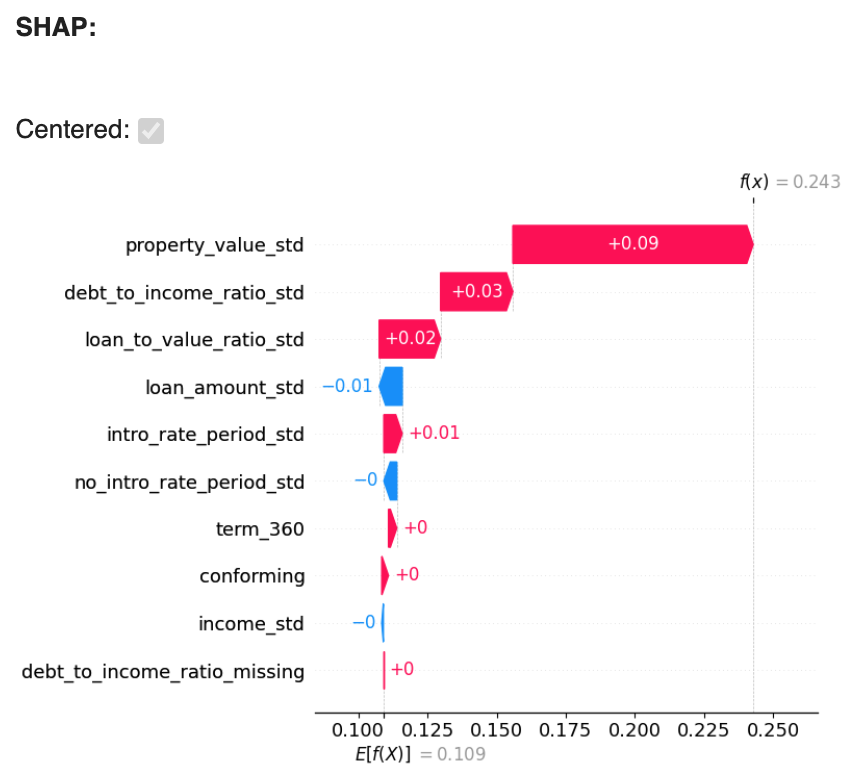 SHAP:
Centered:
f(x) = 0.243
property_value_std +0.09
debt_to_income_ratio_std +0.03
loan_to_value_ratio_std +0.02
loan_amount_std −0.01
intro_rate_period_std +0.01
no_intro_rate_period_std −0
term_360 +0
conforming +0
income_std −0
debt_to_income_ratio_missing +0
0.100 0.125 0.150 0.175 0.200 0.225 0.250
E[f(X)] = 0.109